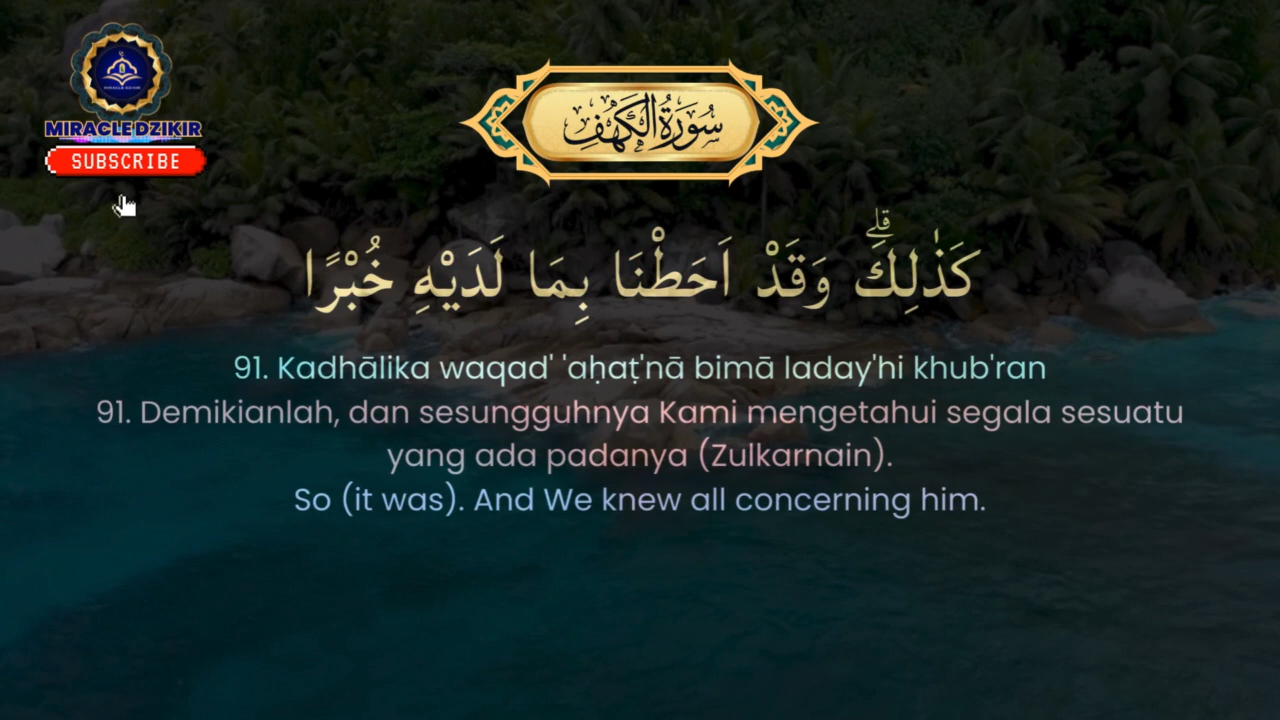 MIRACLE DZIKIR
SUBSCRIBE
سُورَةُ الْكَهْفِ
كَذٰلِكَۗ وَقَدْ اَحَطْنَا بِمَا لَدَيْهِ خُبْرًا
91. Kadhālika waqad' 'aḥaṭ'nā bimā laday'hi khub'ran
91. Demikianlah, dan sesungguhnya Kami mengetahui segala sesuatu
yang ada padanya (Zulkarnain).
So (it was). And We knew all concerning him.